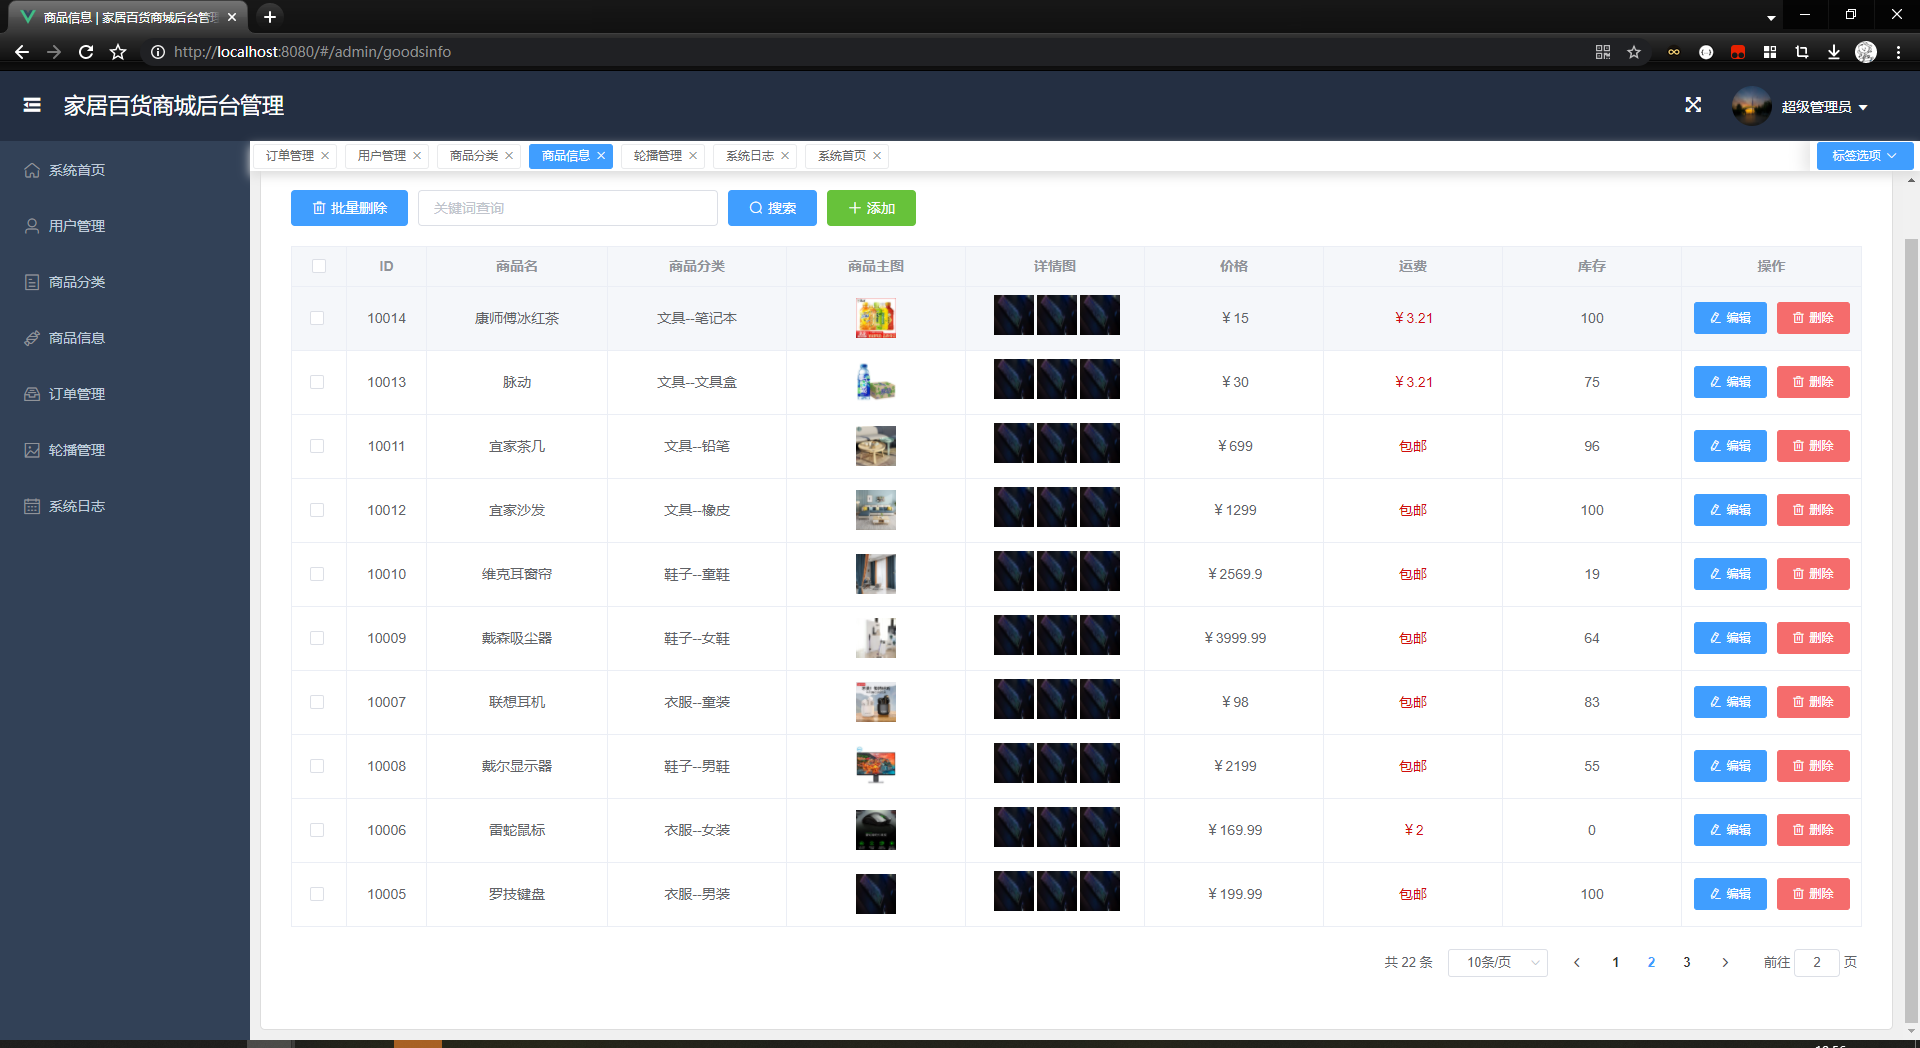 商品信息 | 家居百货商城后台管理
http://localhost:8080/#/admin/goodsinfo
家居百货商城后台管理
超级管理员
系统首页
用户管理
商品分类
商品信息
订单管理
轮播管理
系统日志
订单管理 用户管理 商品分类 商品信息 轮播管理 系统日志 系统首页 标签选项
批量删除 关键词查询 搜索 添加
ID 商品名 商品分类 商品主图 详情图 价格 运费 库存 操作
10014 康师傅冰红茶 文具--笔记本 ¥15 ¥3.21 100 编辑 删除
10013 脉动 文具--文具盒 ¥30 ¥3.21 75 编辑 删除
10011 宜家茶几 文具--铅笔 ¥699 包邮 96 编辑 删除
10012 宜家沙发 文具--橡皮 ¥1299 包邮 100 编辑 删除
10010 维克耳窗帘 鞋子--童鞋 ¥2569.9 包邮 19 编辑 删除
10009 戴森吸尘器 鞋子--女鞋 ¥3999.99 包邮 64 编辑 删除
10007 联想耳机 衣服--童装 ¥98 包邮 83 编辑 删除
10008 戴尔显示器 鞋子--男鞋 ¥2199 包邮 55 编辑 删除
10006 雷蛇鼠标 衣服--女装 ¥169.99 ¥2 0 编辑 删除
10005 罗技键盘 衣服--男装 ¥199.99 包邮 100 编辑 删除
共 22 条 10条/页 1 2 3 前往 2 页